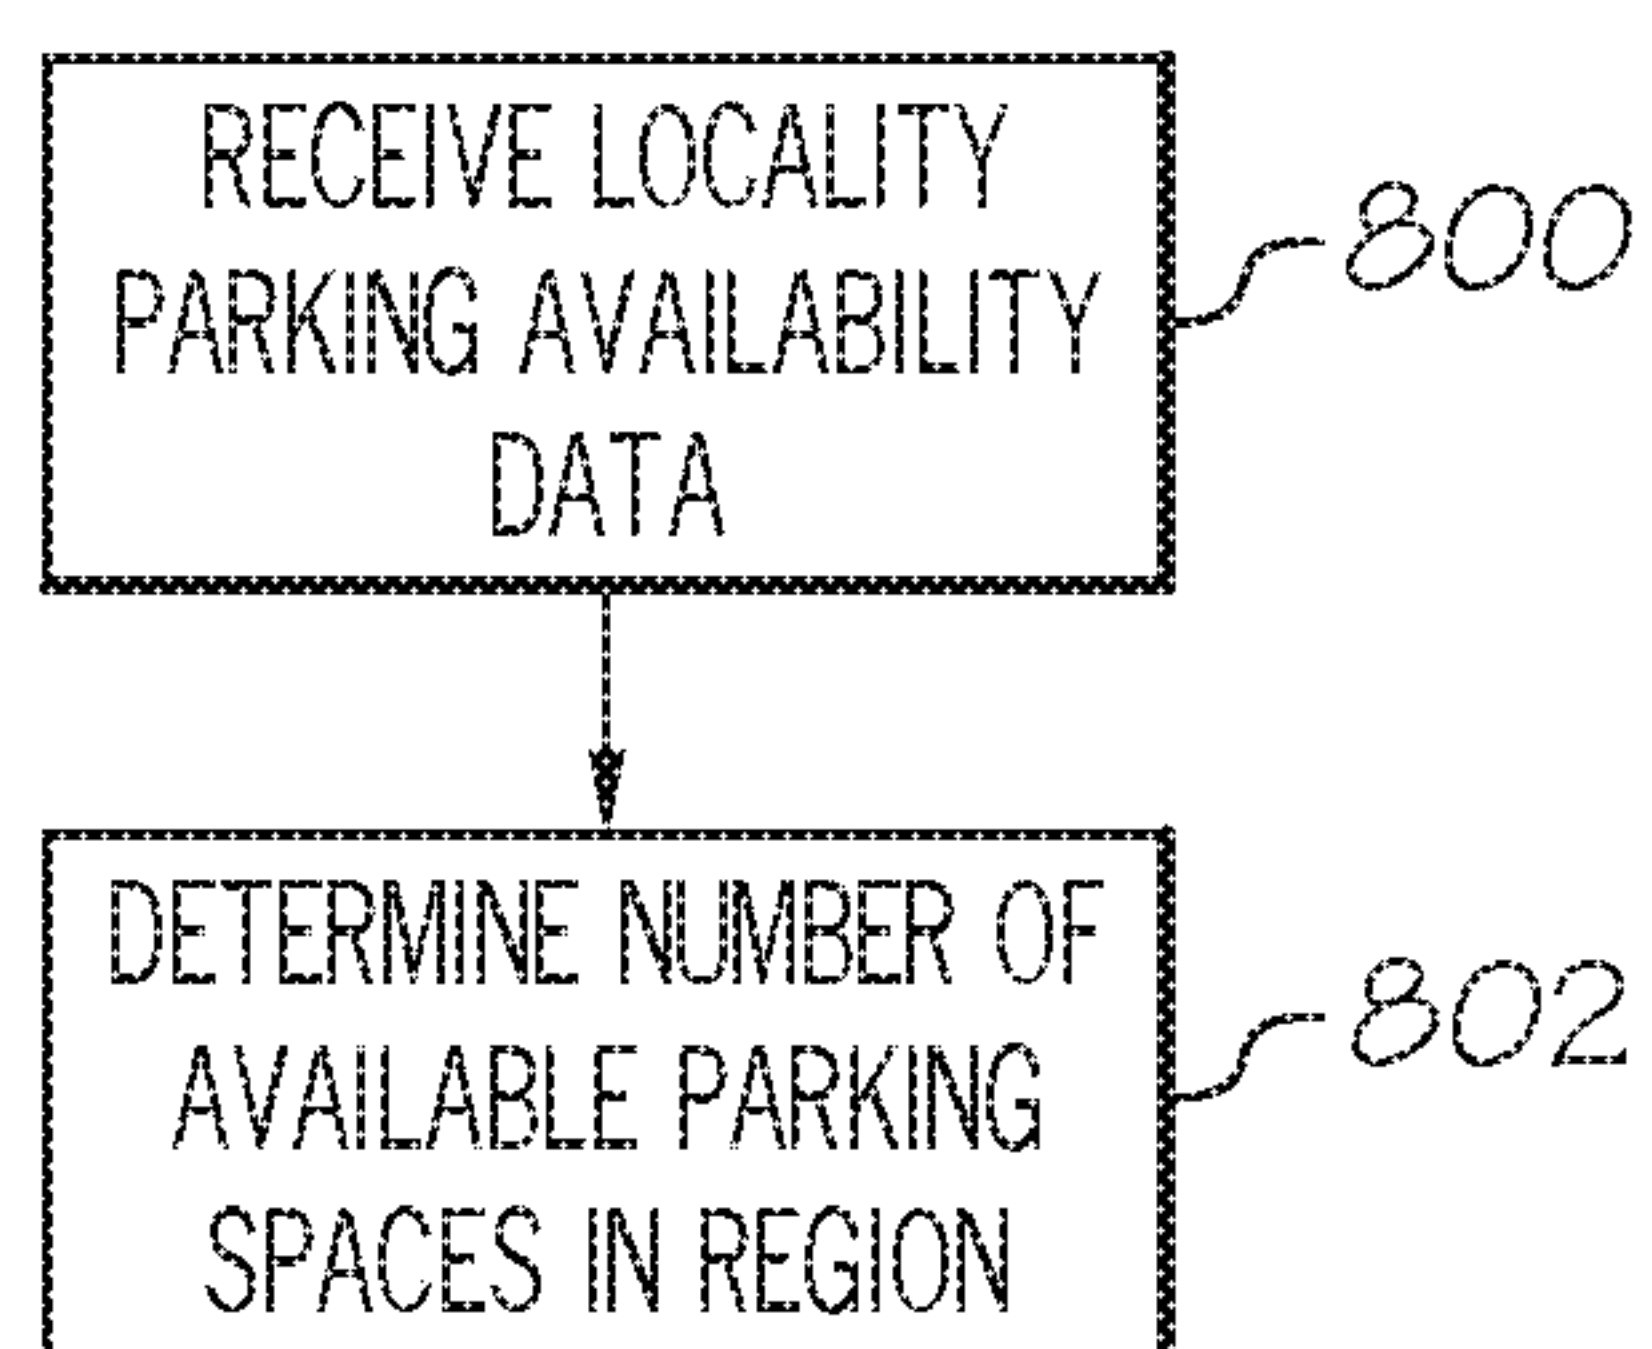 RECEIVE LOCALITY
PARKING AVAILABILITY
DATA
800
DETERMINE NUMBER OF
AVAILABLE PARKING
SPACES IN REGION
802